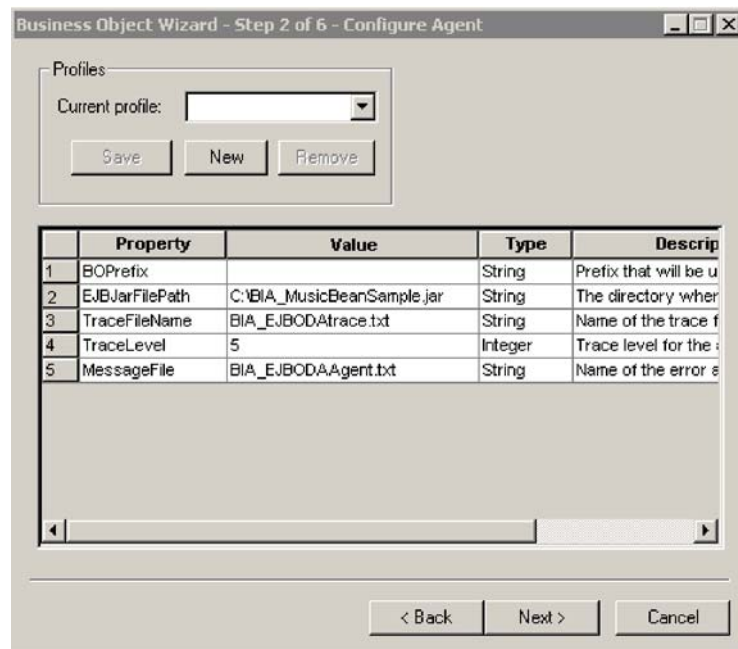 Business Object Wizard - Step 2 of 6 - Configure Agent
Profiles
Current profile:
Save New Remove
Property Value Type Descrip
1 BOPrefix String Prefix that will be u
2 EJBJarFilePath C:\BIA_MusicBeanSample.jar String The directory wher
3 TraceFileName BIA_EJBODAtrace.txt String Name of the trace f
4 TraceLevel 5 Integer Trace level for the
5 MessageFile BIA_EJBODAAgent.txt String Name of the error a
< Back Next > Cancel